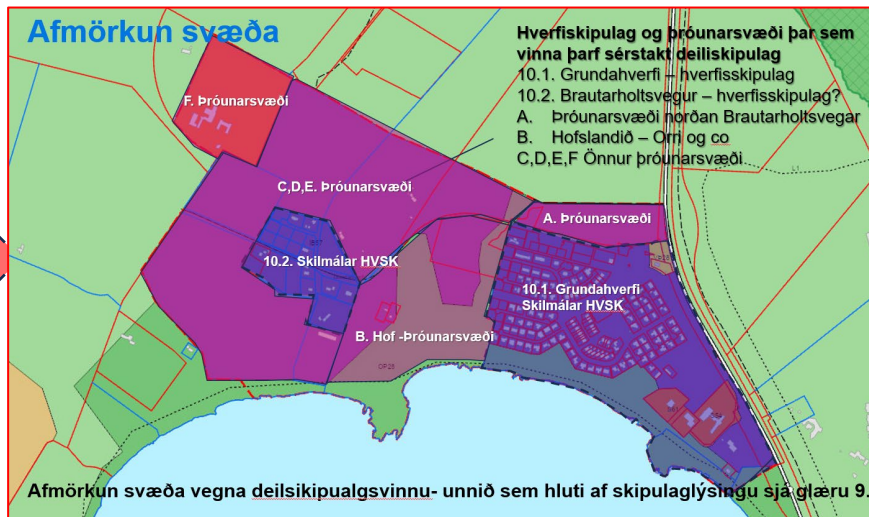 Afmörkun svæða
Hverfiskipulag og þróunarsvæði þar sem
vinna þarf sérstakt deiliskipulag
10.1. Grundahverfi – hverfisskipulag
10.2. Brautarholtsvegur – hverfisskipulag?
A. Þróunarsvæði norðan Brautarholtsvegar
B. Hofslandið – Orri og co
C,D,E,F Önnur þróunarsvæði
F. Þróunarsvæði
C,D,E. Þróunarsvæði
A. Þróunarsvæði
10.2. Skilmálar HVSK
10.1. Grundahverfi
Skilmálar HVSK
B. Hof -Þróunarsvæði
Afmörkun svæða vegna deilsikipualgsvinnu- unnið sem hluti af skipulaglýsingu sjá glæru 9.